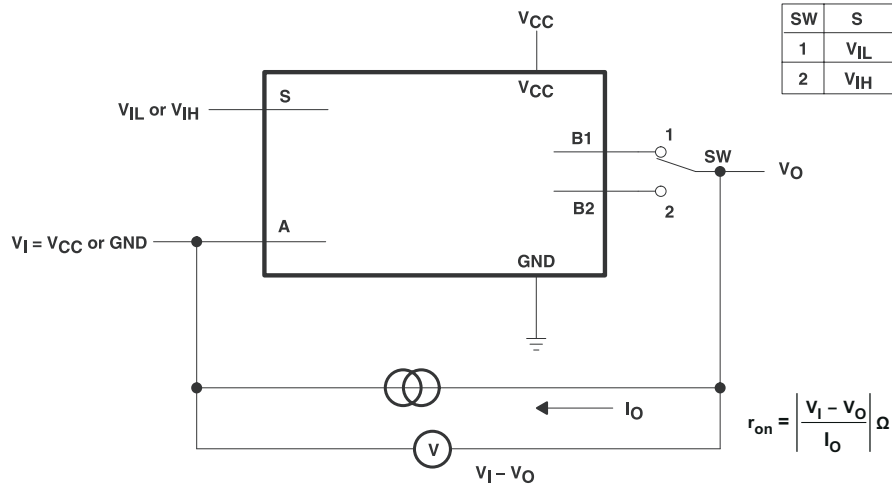 VCC
SW S
1 VIL
2 VIH
VCC
S
VIL or VIH
B1
1
SW
VO
B2
2
A
VI = VCC or GND
GND
IO
V
VI – VO
ron = | VI – VO / IO | Ω